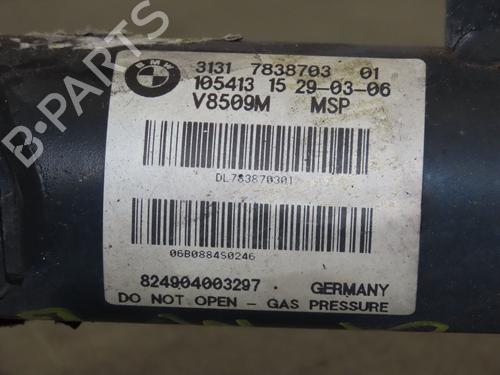 BMW
3131 7838703 01
105413 15 29-03-06
V8509M MSP
DL783870301
06B0884S0246
824904003297 GERMANY
DO NOT OPEN - GAS PRESSURE